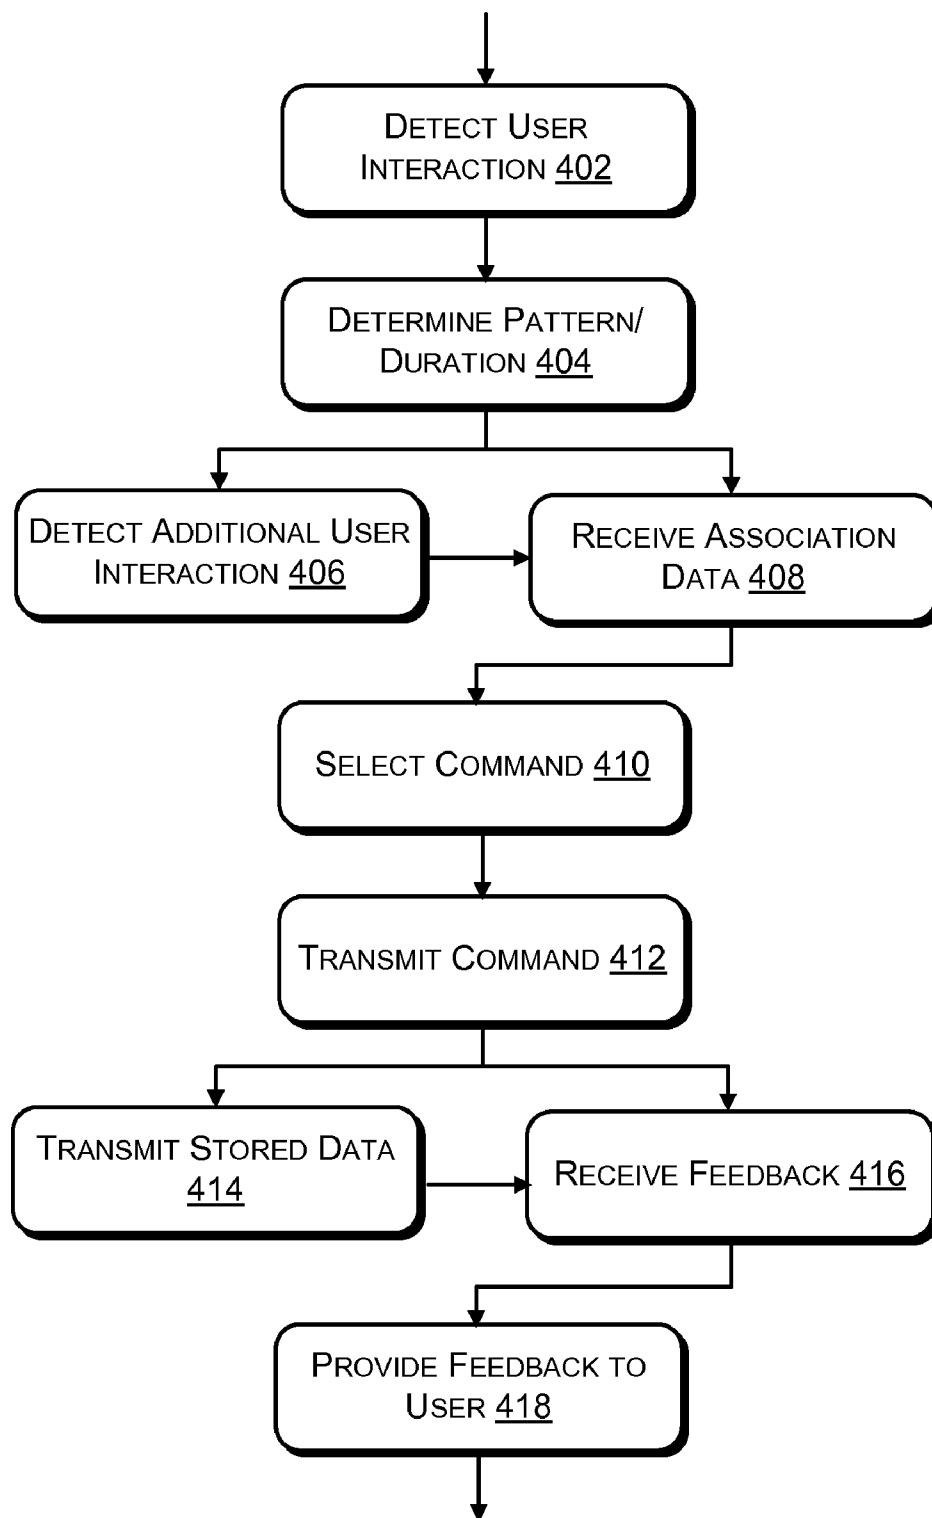 DETECT USER
INTERACTION 402
DETERMINE PATTERN/
DURATION 404
DETECT ADDITIONAL USER
INTERACTION 406
RECEIVE ASSOCIATION
DATA 408
SELECT COMMAND 410
TRANSMIT COMMAND 412
TRANSMIT STORED DATA
414
RECEIVE FEEDBACK 416
PROVIDE FEEDBACK TO
USER 418